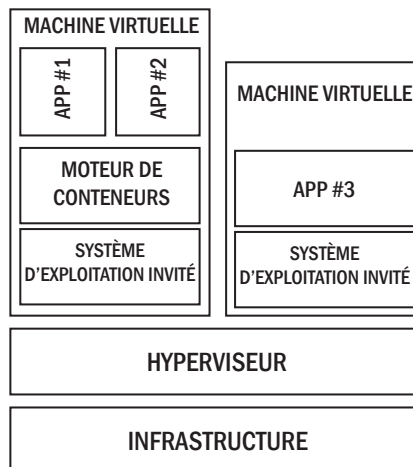 MACHINE VIRTUELLE
APP #1
APP #2
MOTEUR DE
CONTENEURS
SYSTÈME
D'EXPLOITATION INVITÉ
MACHINE VIRTUELLE
APP #3
SYSTÈME
D'EXPLOITATION INVITÉ
HYPERVISEUR
INFRASTRUCTURE